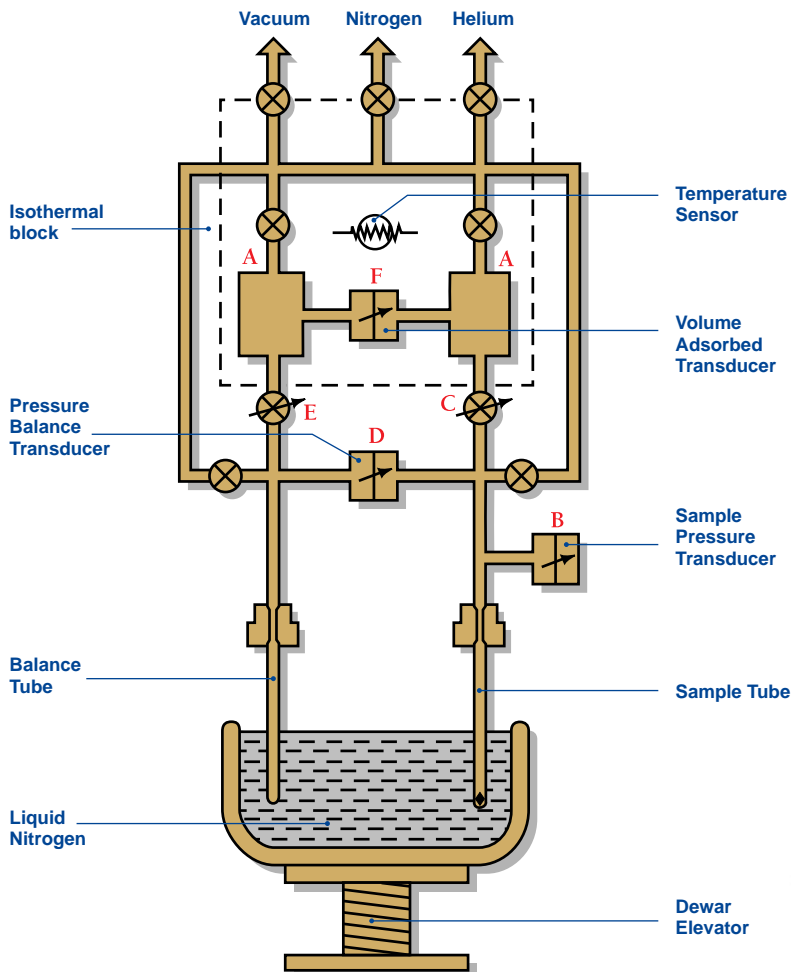 Vacuum
Nitrogen
Helium
Isothermal
block
Temperature
Sensor
A
F
A
Volume
Adsorbed
Transducer
E
C
Pressure
Balance
Transducer
D
B
Sample
Pressure
Transducer
Balance
Tube
Sample Tube
Liquid
Nitrogen
Dewar
Elevator